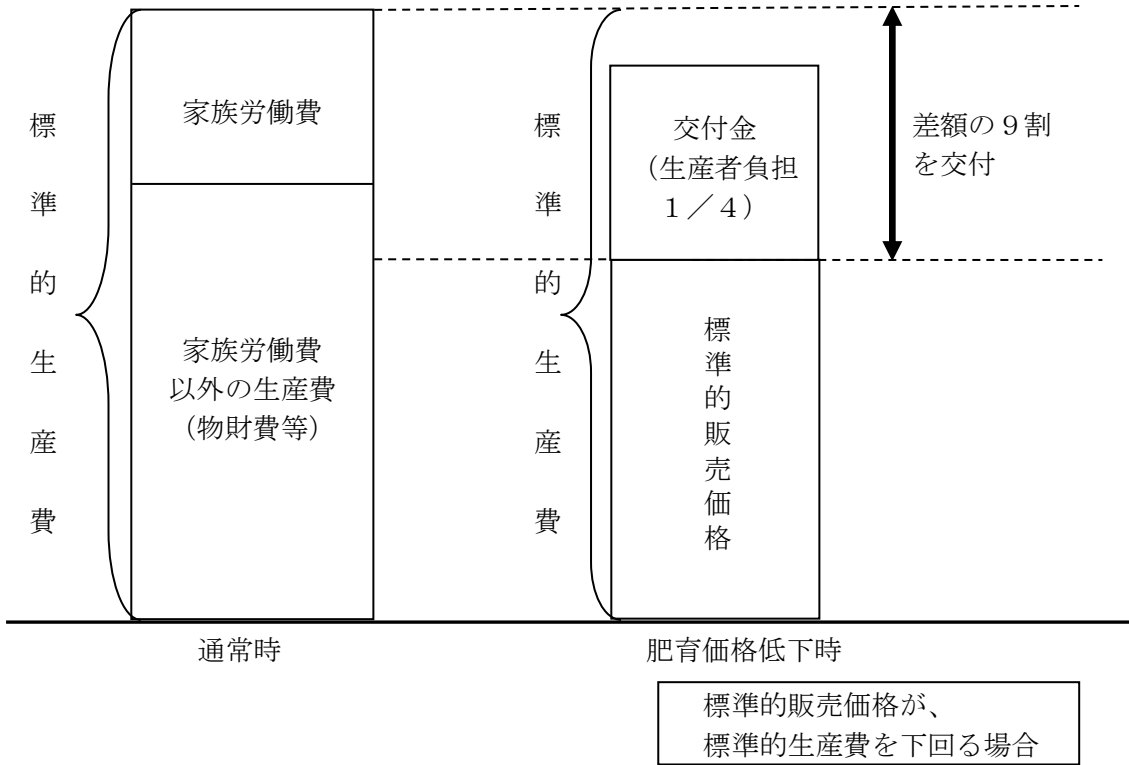 標準的生産費
家族労働費
家族労働費
以外の生産費
（物財費等）
標準的生産費
交付金
（生産者負担
１／４）
標準的販売価格
差額の９割
を交付
通常時
肥育価格低下時
標準的販売価格が、
標準的生産費を下回る場合